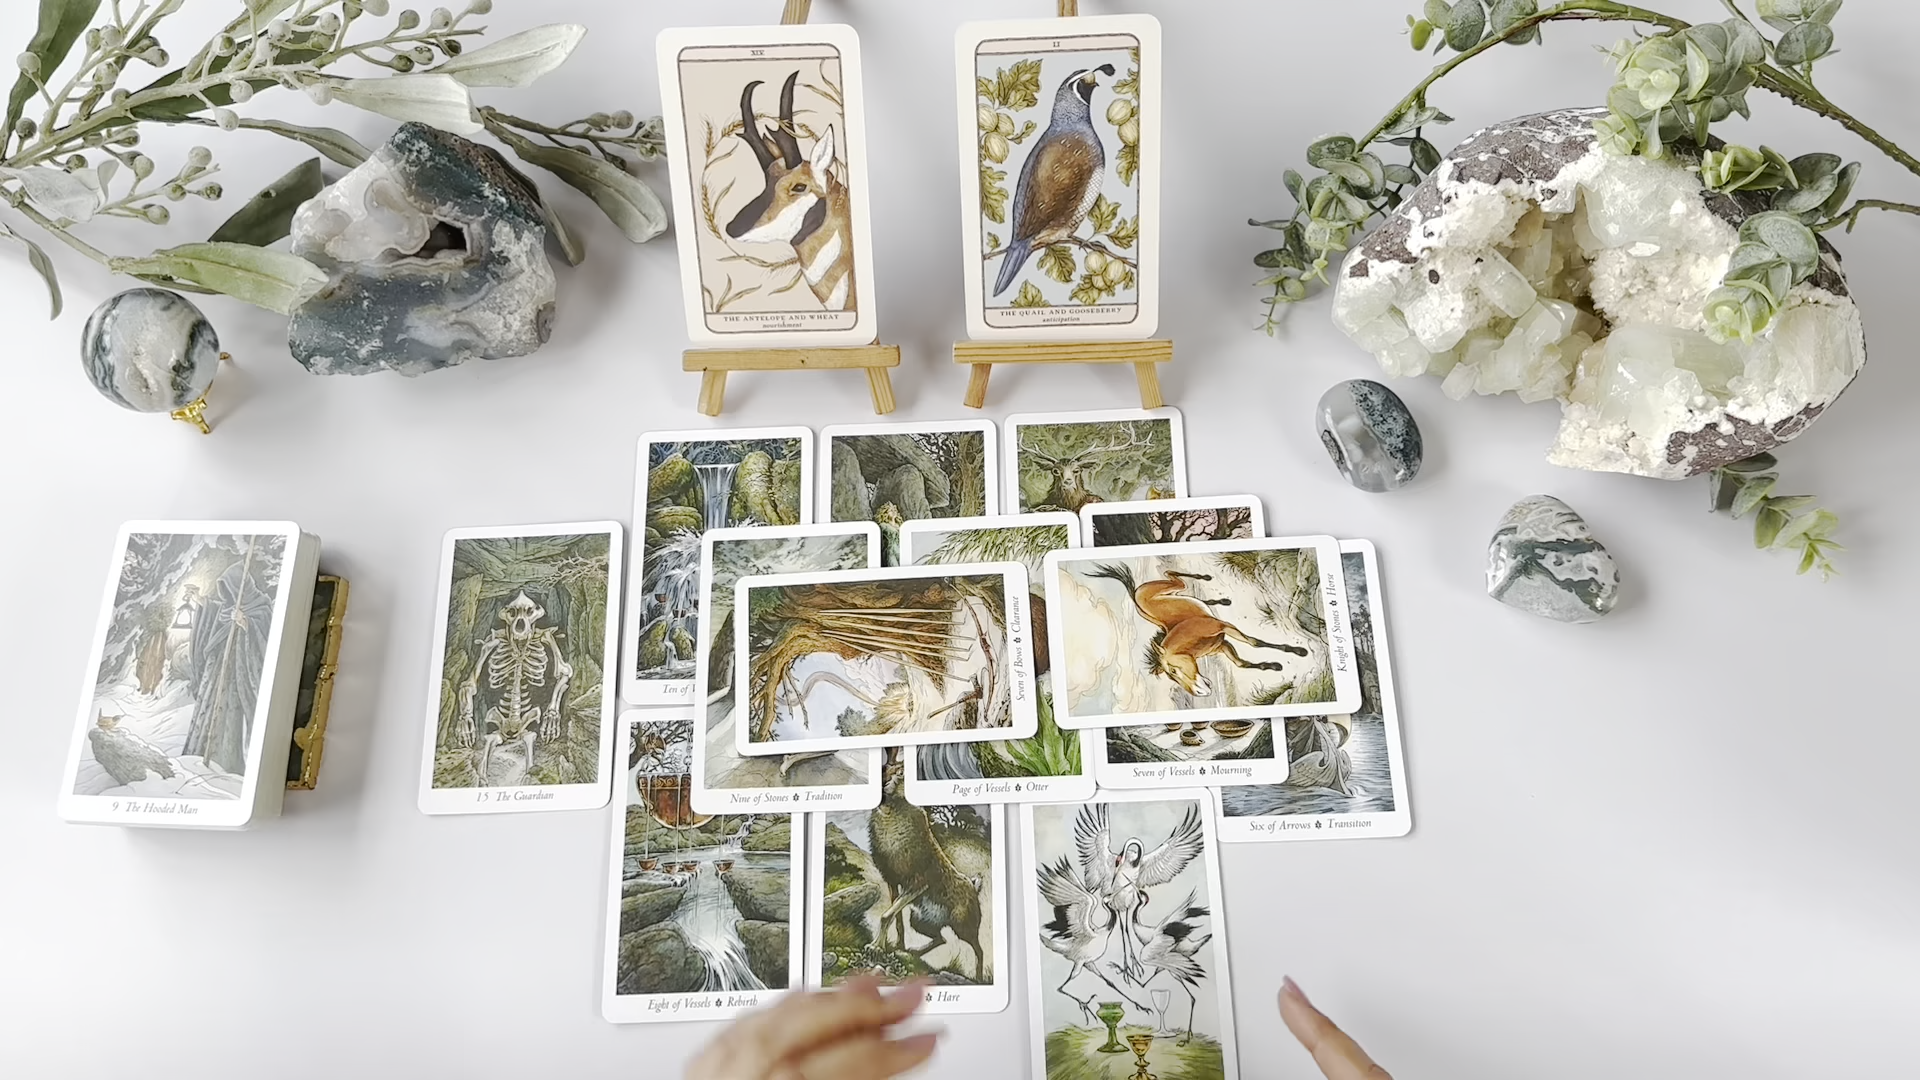 XIX
THE ANTELOPE AND WHEAT
nourishment
II
THE QUAIL AND GOOSEBERRY
anticipation
9 The Hooded Man
15 The Guardian
Ten of
Seven of Bows Clearance
Knight of Stones Horse
Nine of Stones Tradition
Page of Vessels Otter
Seven of Vessels Mourning
Six of Arrows Transition
Eight of Vessels Rebirth
Hare